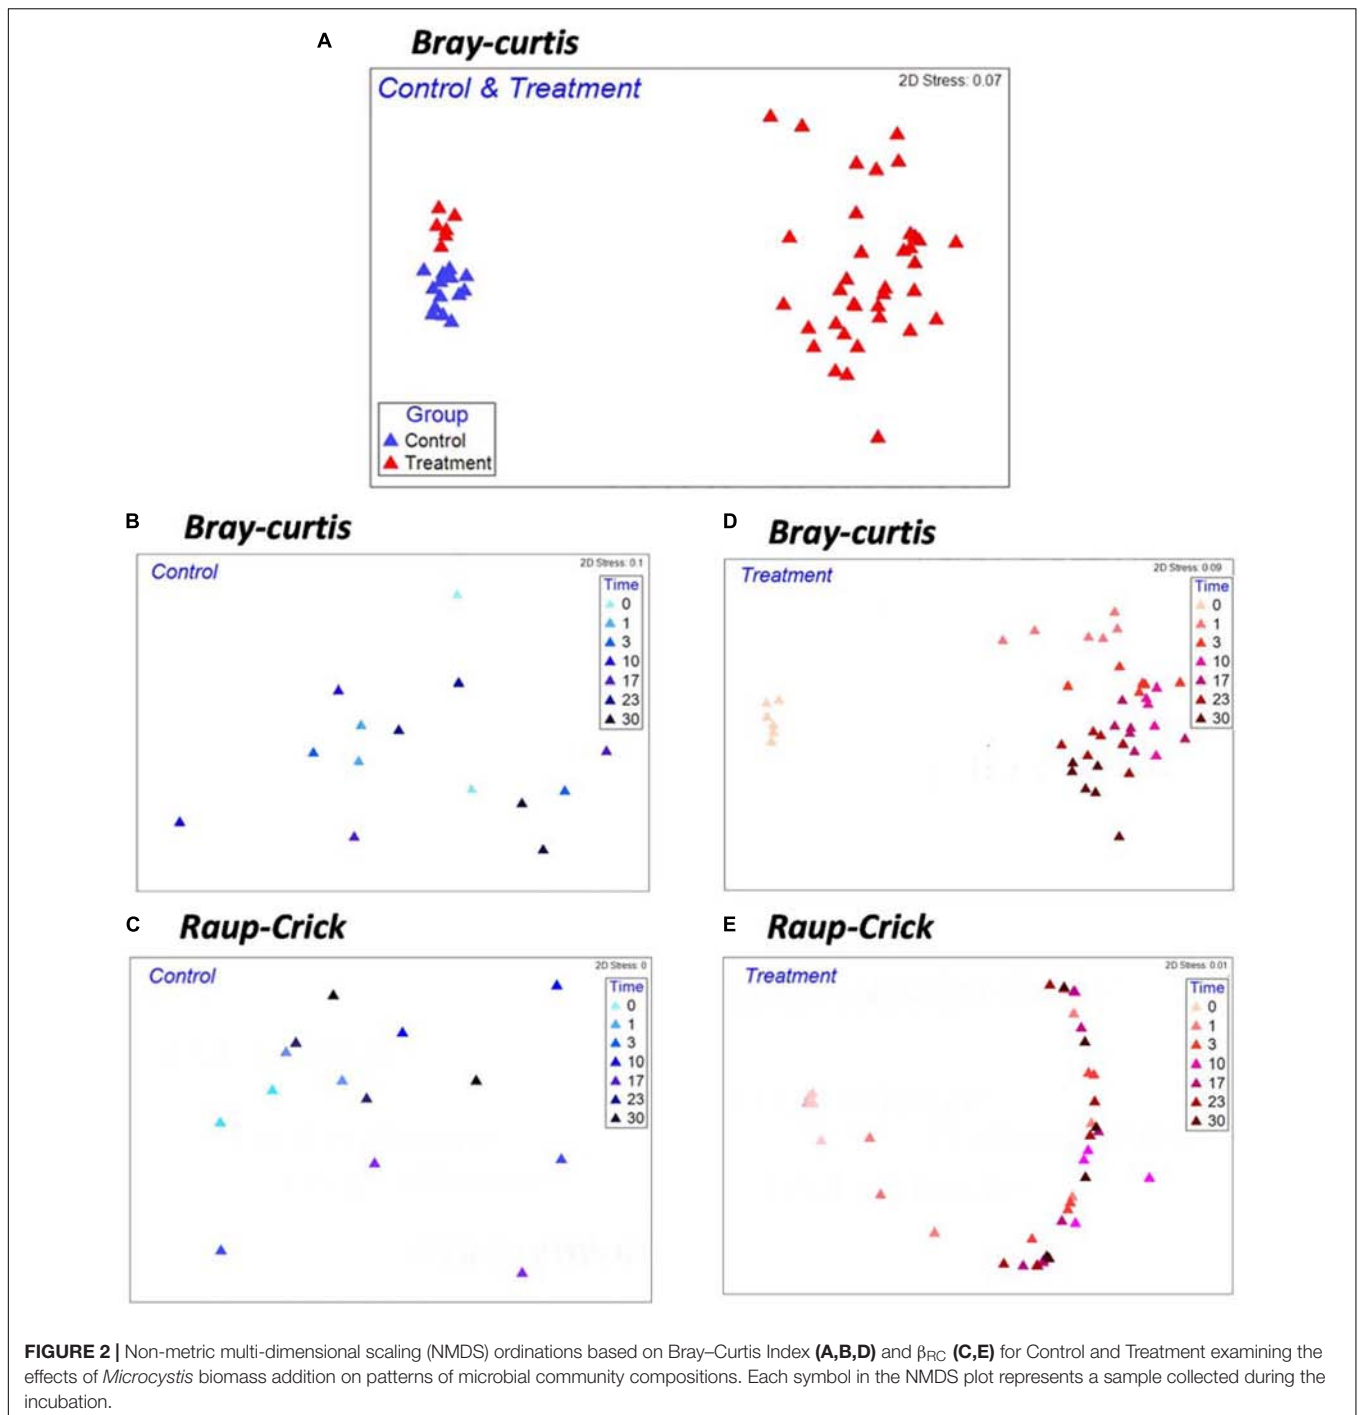 A
Bray-curtis
Control & Treatment
2D Stress: 0.07
Group
Control
Treatment
B
Bray-curtis
Control
2D Stress: 0.1
Time
0
1
3
10
17
23
30
D
Bray-curtis
Treatment
2D Stress: 0.09
Time
0
1
3
10
17
23
30
C
Raup-Crick
Control
2D Stress: 0
Time
0
1
3
10
17
23
30
E
Raup-Crick
Treatment
2D Stress: 0.01
Time
0
1
3
10
17
23
30
FIGURE 2 | Non-metric multi-dimensional scaling (NMDS) ordinations based on Bray–Curtis Index (A,B,D) and βRC (C,E) for Control and Treatment examining the
effects of Microcystis biomass addition on patterns of microbial community compositions. Each symbol in the NMDS plot represents a sample collected during the
incubation.